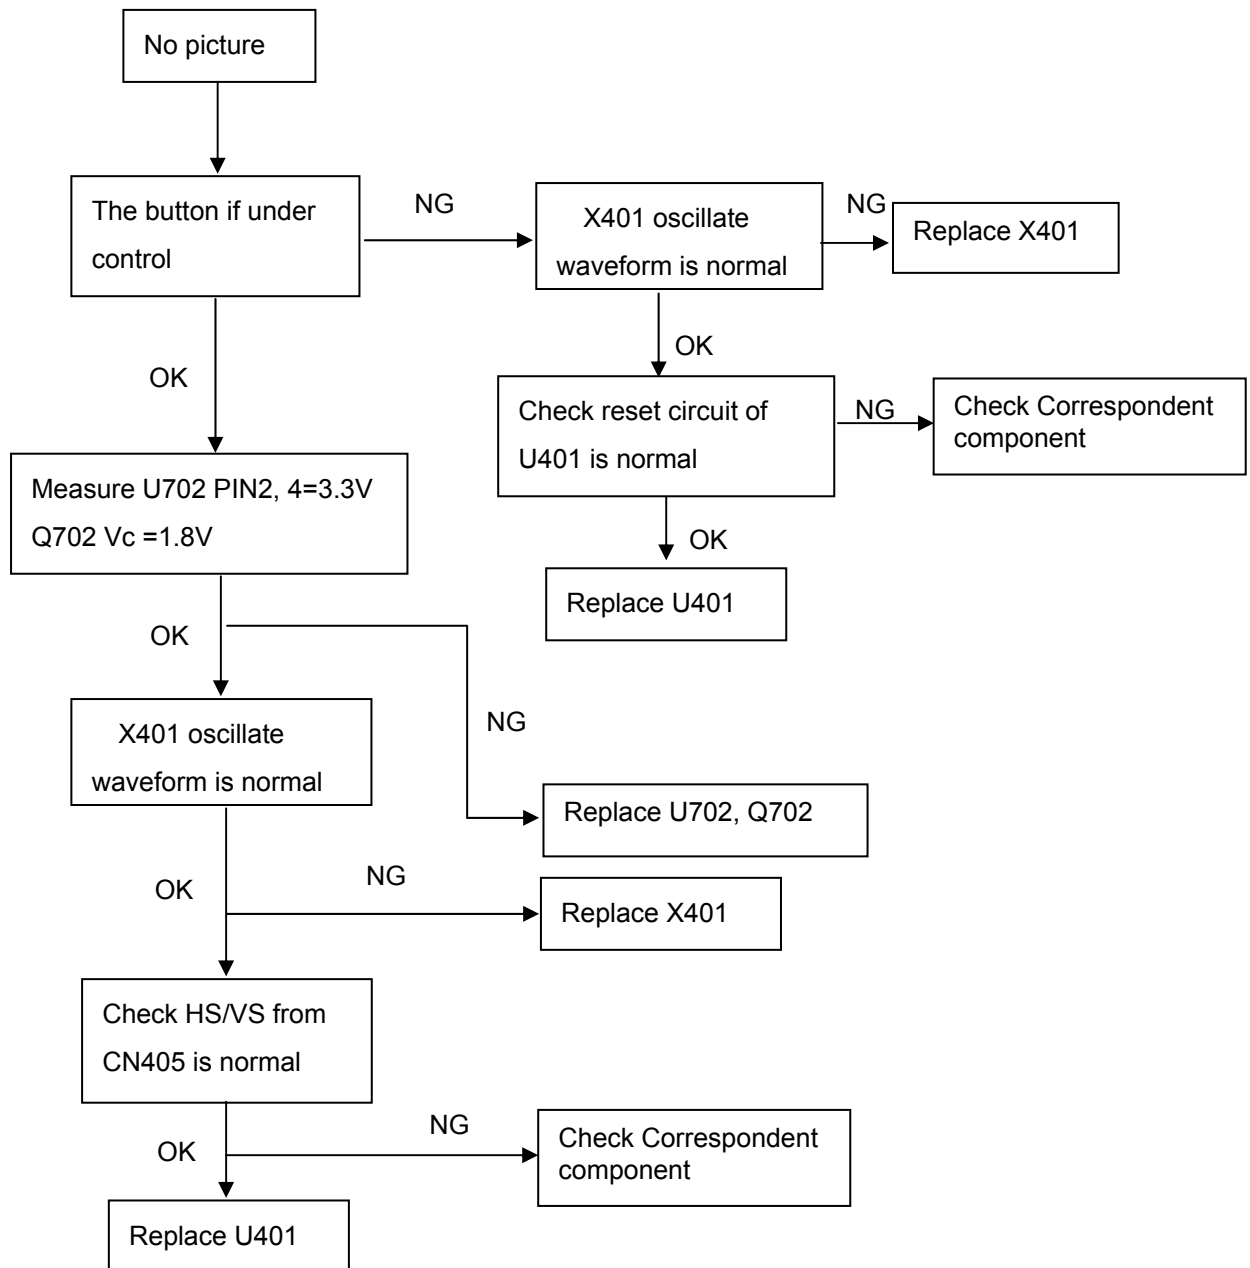 No picture
The button if under
control
NG
X401 oscillate
waveform is normal
NG
Replace X401
OK
OK
Check reset circuit of
U401 is normal
NG
Check Correspondent
component
Measure U702 PIN2, 4=3.3V
Q702 Vc =1.8V
OK
Replace U401
OK
NG
X401 oscillate
waveform is normal
Replace U702, Q702
OK
NG
Replace X401
Check HS/VS from
CN405 is normal
OK
NG
Check Correspondent
component
Replace U401